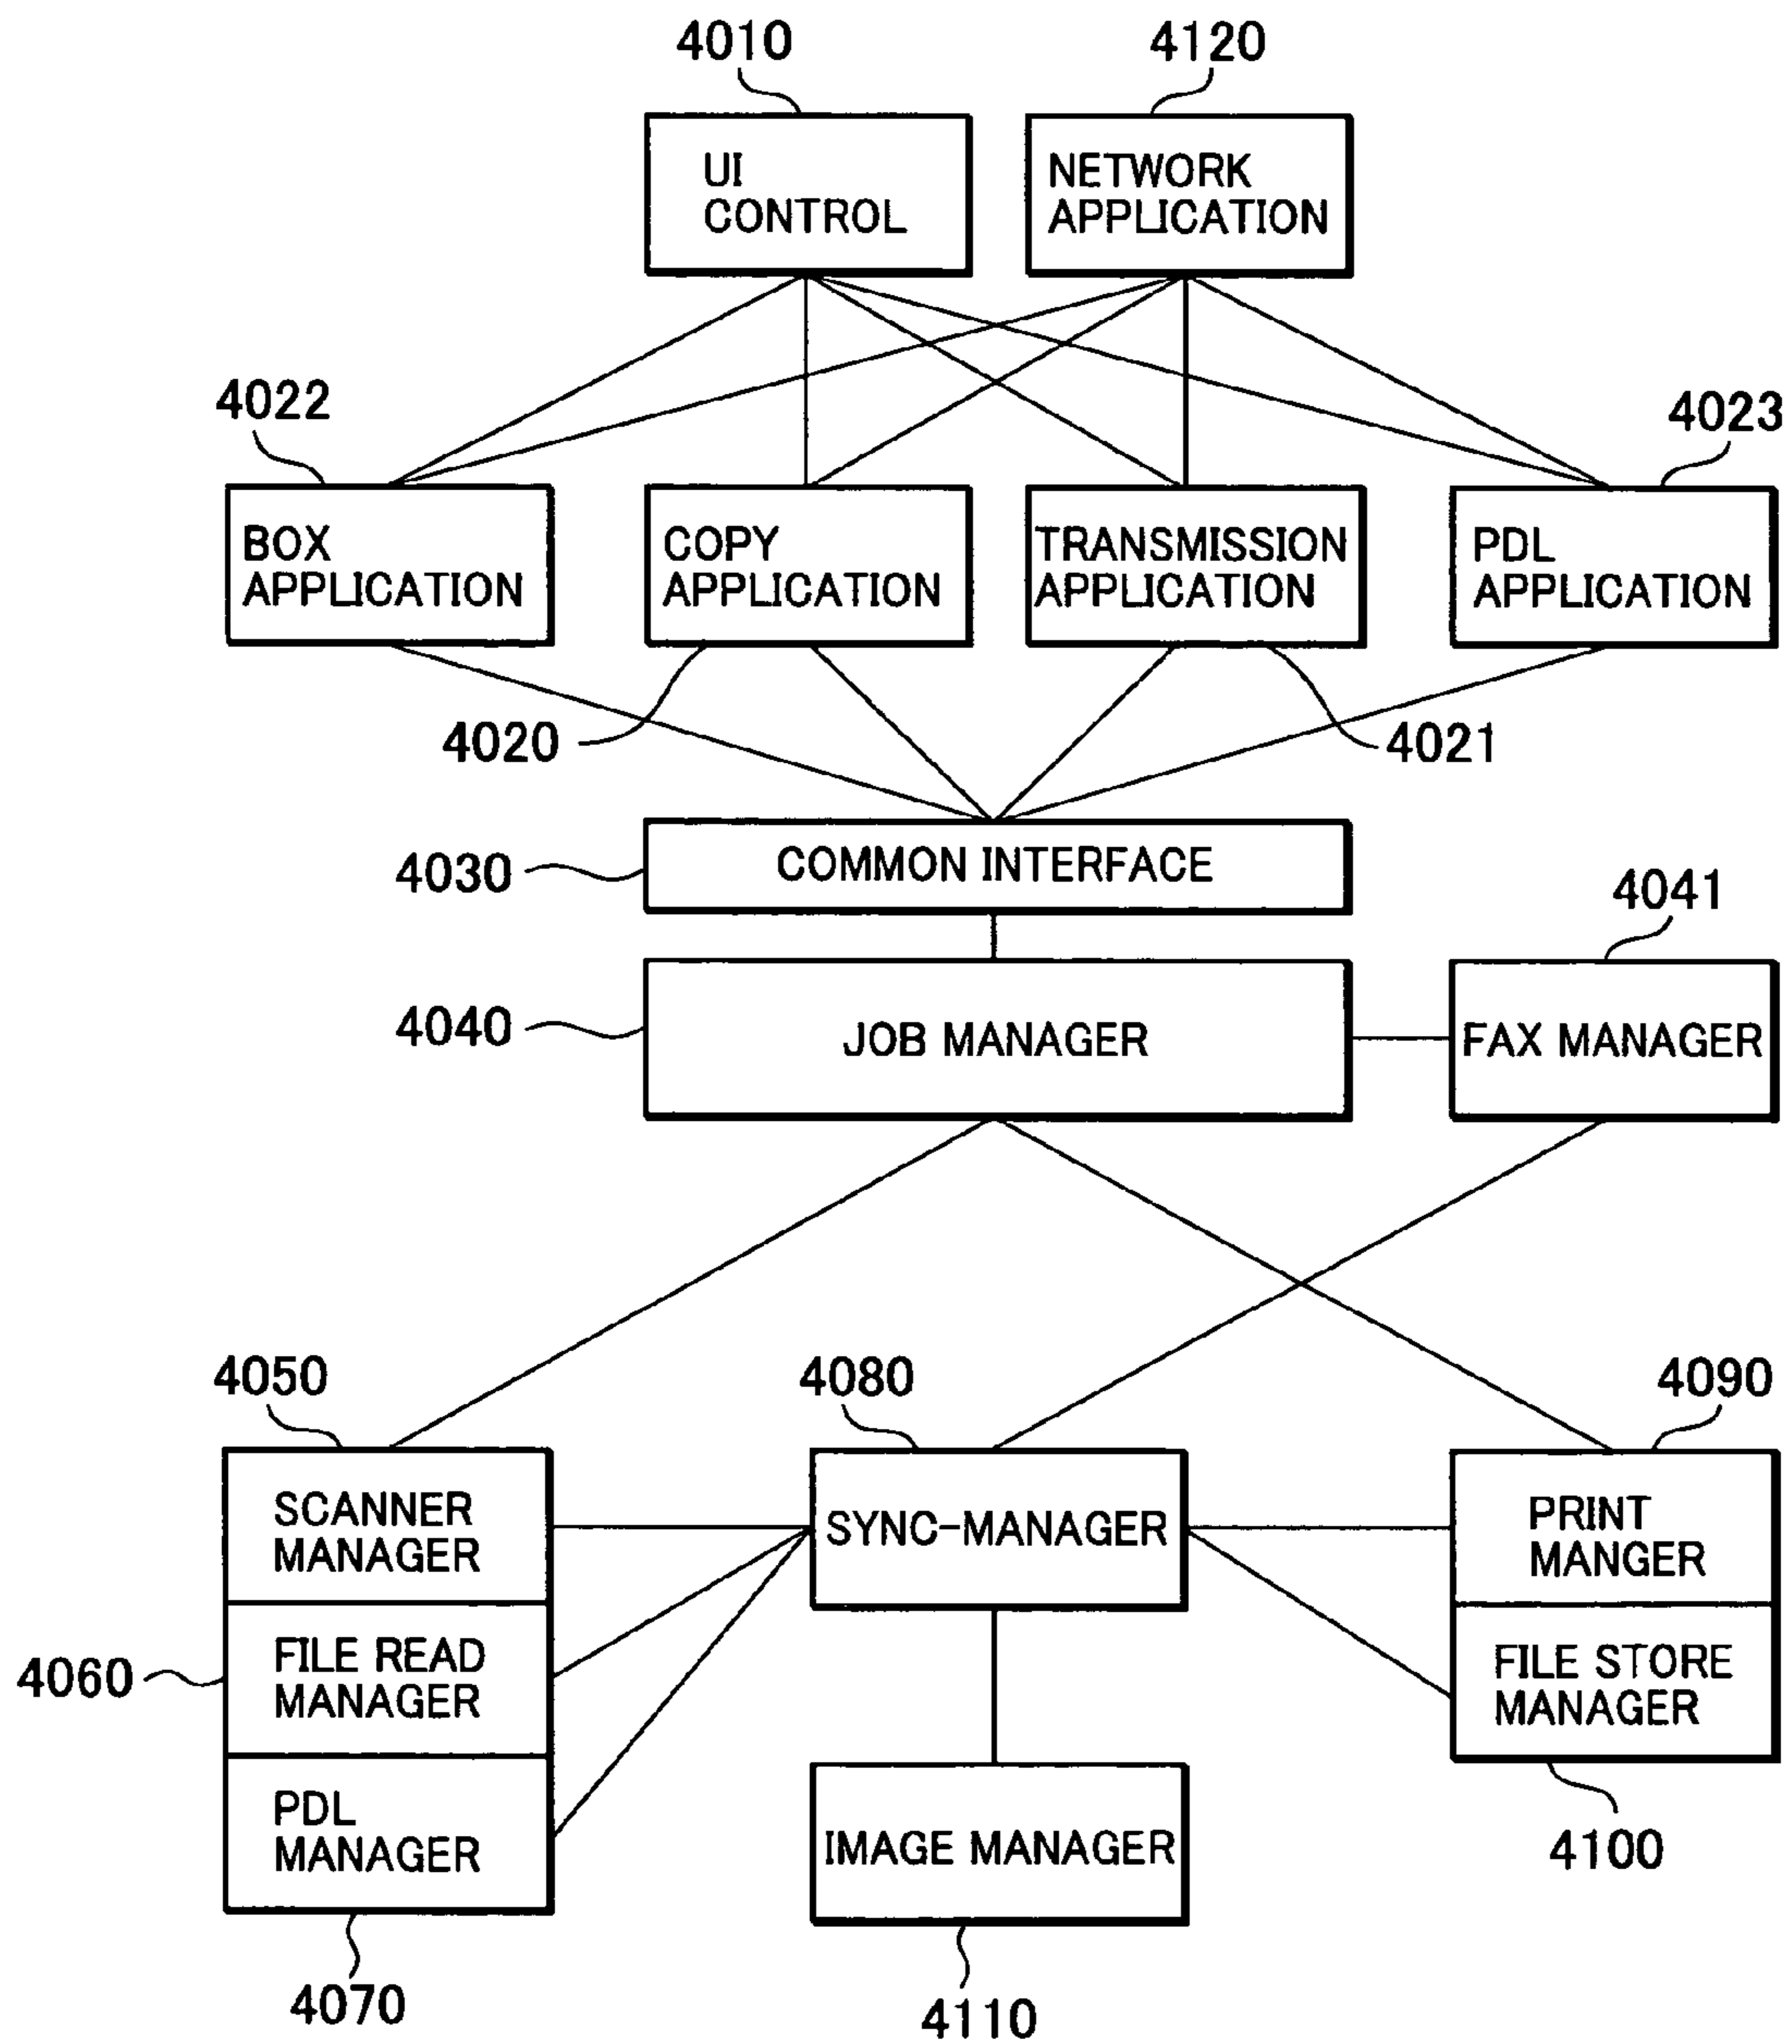 4010
4120
UI
CONTROL
NETWORK
APPLICATION
4022
4023
BOX
APPLICATION
COPY
APPLICATION
TRANSMISSION
APPLICATION
PDL
APPLICATION
4020
4021
4030
COMMON INTERFACE
4041
4040
JOB MANAGER
FAX MANAGER
4050
4080
4090
SCANNER
MANAGER
SYNC-MANAGER
PRINT
MANGER
4060
FILE READ
MANAGER
FILE STORE
MANAGER
PDL
MANAGER
IMAGE MANAGER
4100
4070
4110